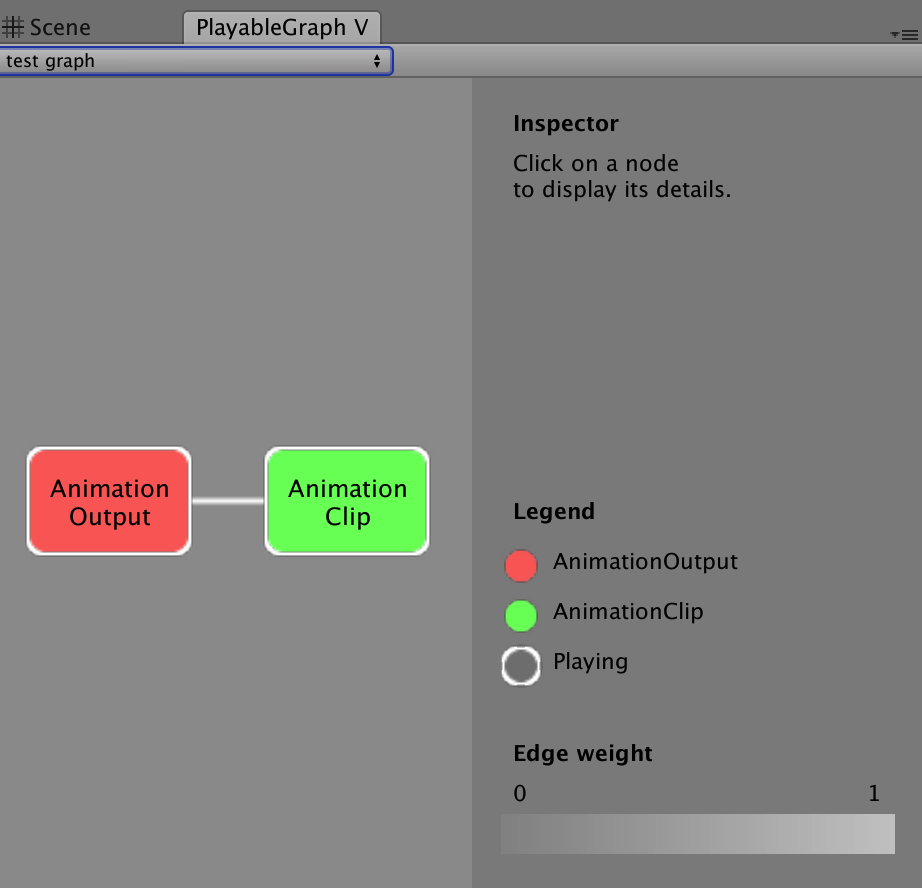 Scene
PlayableGraph V
test graph
Inspector
Click on a node
to display its details.
Animation
Output
Animation
Clip
Legend
AnimationOutput
AnimationClip
Playing
Edge weight
0 1